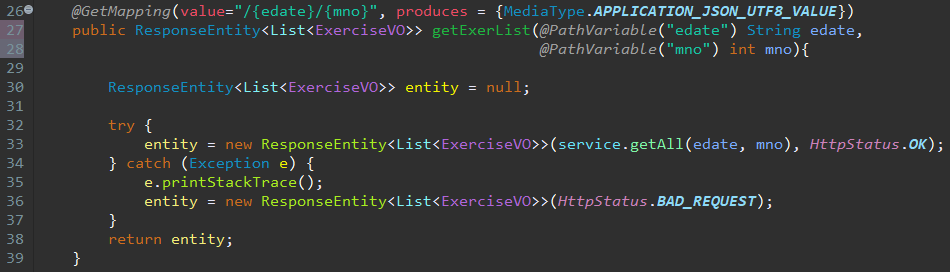 26 @GetMapping(value="/{edate}/{mno}", produces = {MediaType.APPLICATION_JSON_UTF8_VALUE})
27 public ResponseEntity<List<ExerciseVO>> getExerList(@PathVariable("edate") String edate,
28 @PathVariable("mno") int mno){
29
30 ResponseEntity<List<ExerciseVO>> entity = null;
31
32 try {
33 entity = new ResponseEntity<List<ExerciseVO>>(service.getAll(edate, mno), HttpStatus.OK);
34 } catch (Exception e) {
35 e.printStackTrace();
36 entity = new ResponseEntity<List<ExerciseVO>>(HttpStatus.BAD_REQUEST);
37 }
38 return entity;
39 }